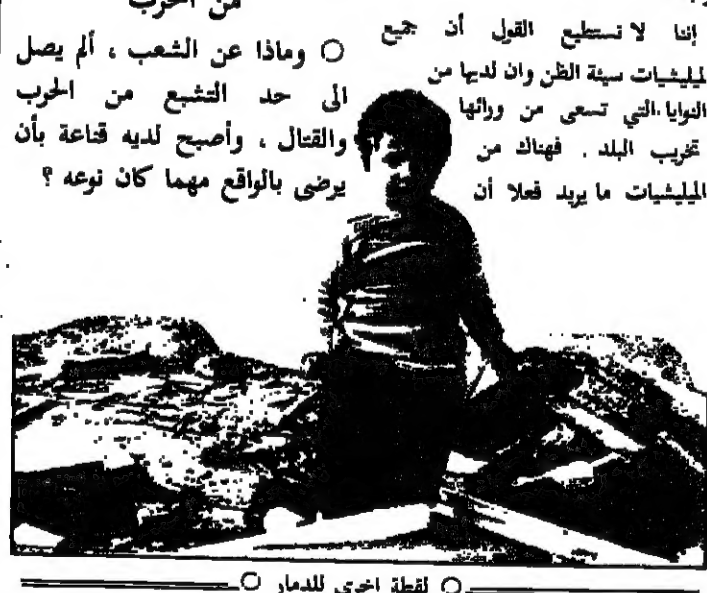 إننا لا تستطيع القول أن جميع
لميليشيات سيئة الظن وان لديها من
النوايا التي تسعى من ورائها
تخريب البلد . فهناك من
الميليشيات ما يريد فعلا أن
من الحرب
○ وماذا عن الشعب ، ألم يصل
الى حد التشبع من الحرب
والقتال ، وأصبح لديه قناعة بأن
يرضى بالواقع مهما كان نوعه ؟
○ لقطة اخرى للدمار ○